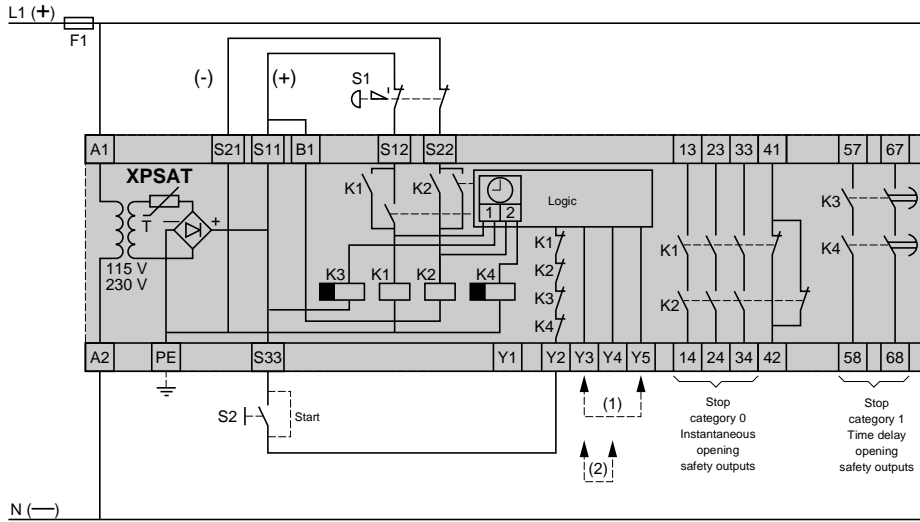 L1 (+)
F1
(-)
(+)
S1
A1
S21
S11
B1
S12
S22
13
23
33
41
57
67
XPSAT
T
+
115 V
230 V
K1
K2
1
2
Logic
K3
K1
K2
K4
K1
K2
K3
K4
K1
K2
K3
K4
A2
PE
S33
Y1
Y2
Y3
Y4
Y5
14
24
34
42
58
68
S2
Start
(1)
(2)
Stop
category 0
Instantaneous
opening
safety outputs
Stop
category 1
Time delay
opening
safety outputs
N (—)